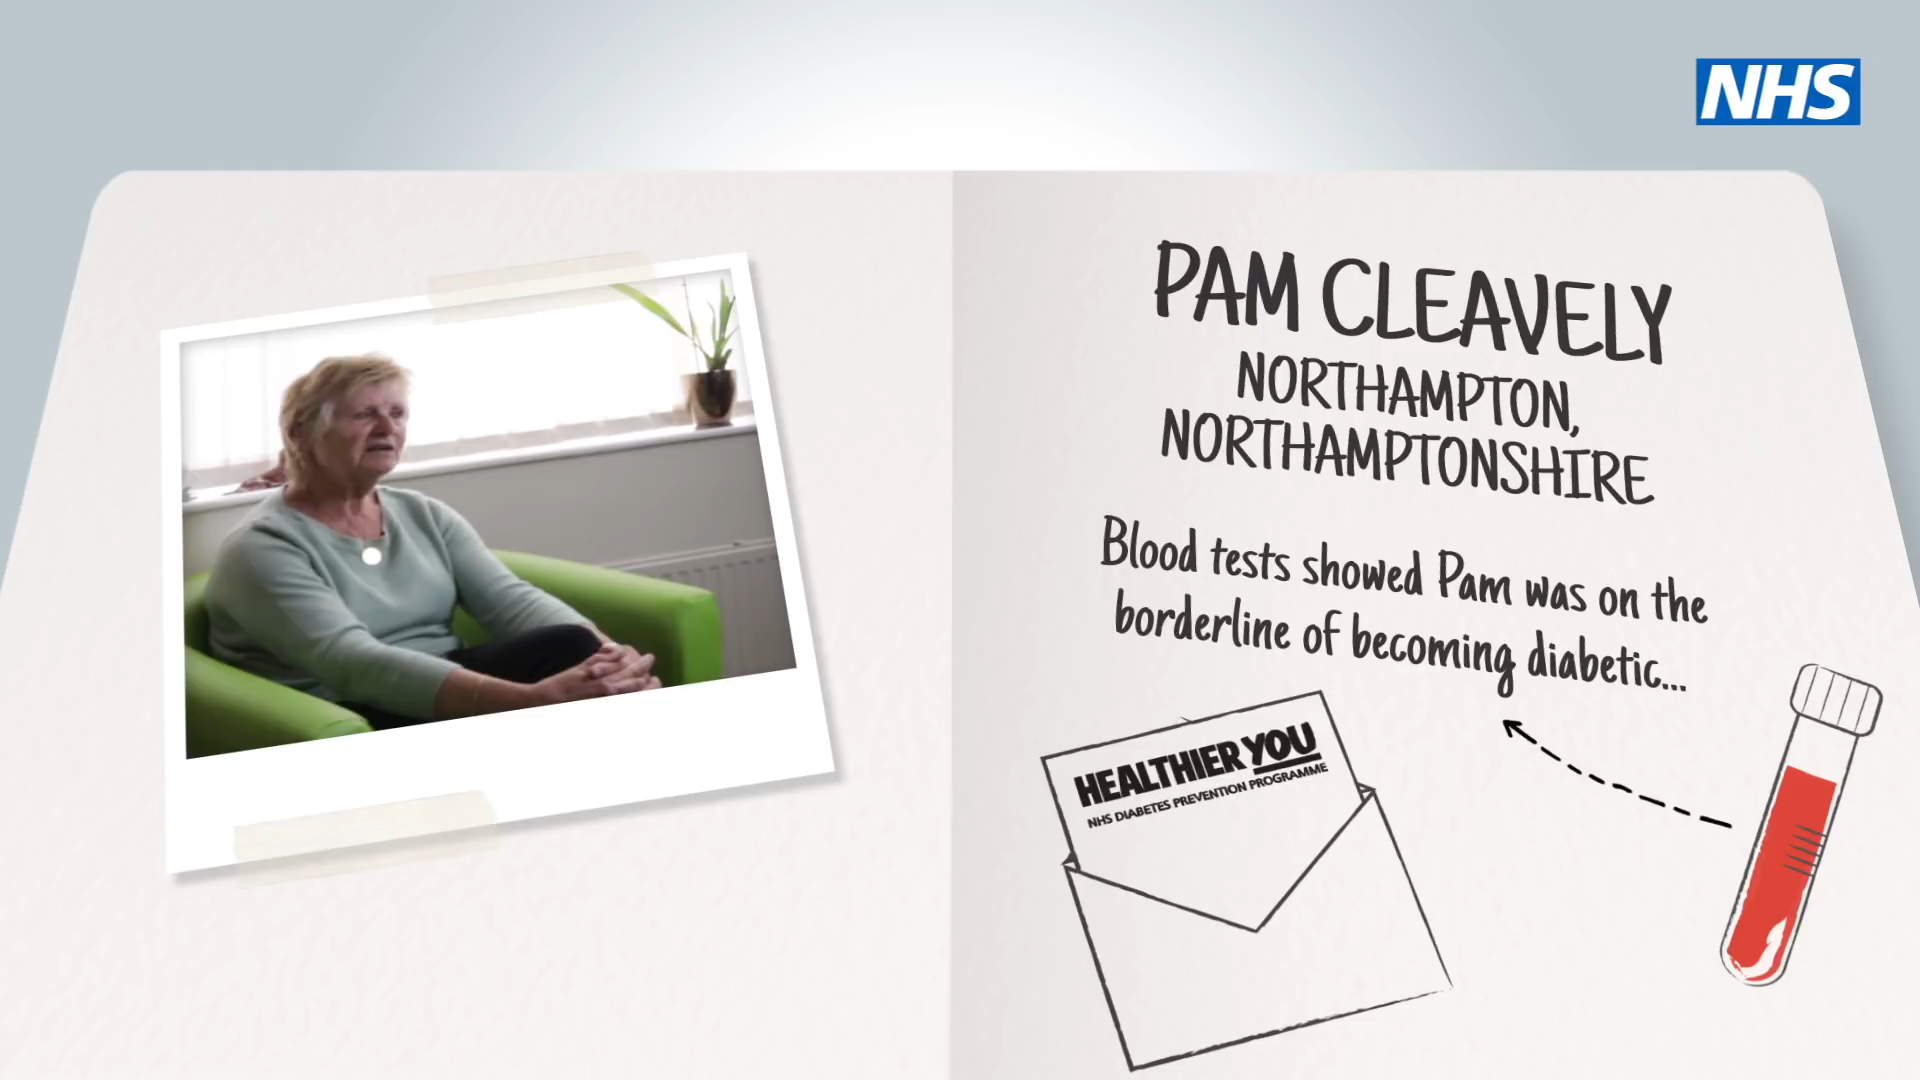 NHS
PAM CLEAVELY
NORTHAMPTON,
NORTHAMPTONSHIRE
Blood tests showed Pam was on the
borderline of becoming diabetic...
HEALTHIER YOU
NHS DIABETES PREVENTION PROGRAMME